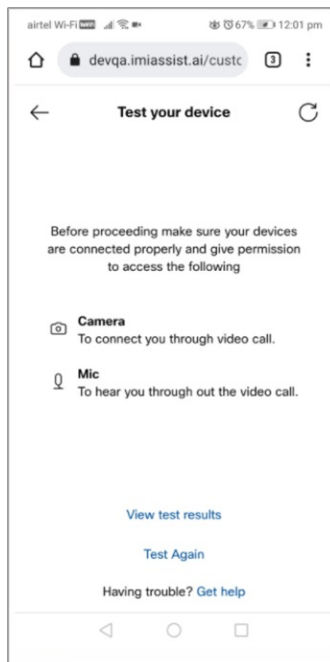 airtel Wi-Fi 67% 12:01 pm
devqa.imiassist.ai/custc 3
Test your device
Before proceeding make sure your devices
are connected properly and give permission
to access the following
Camera
To connect you through video call.
Mic
To hear you through out the video call.
View test results
Test Again
Having trouble? Get help